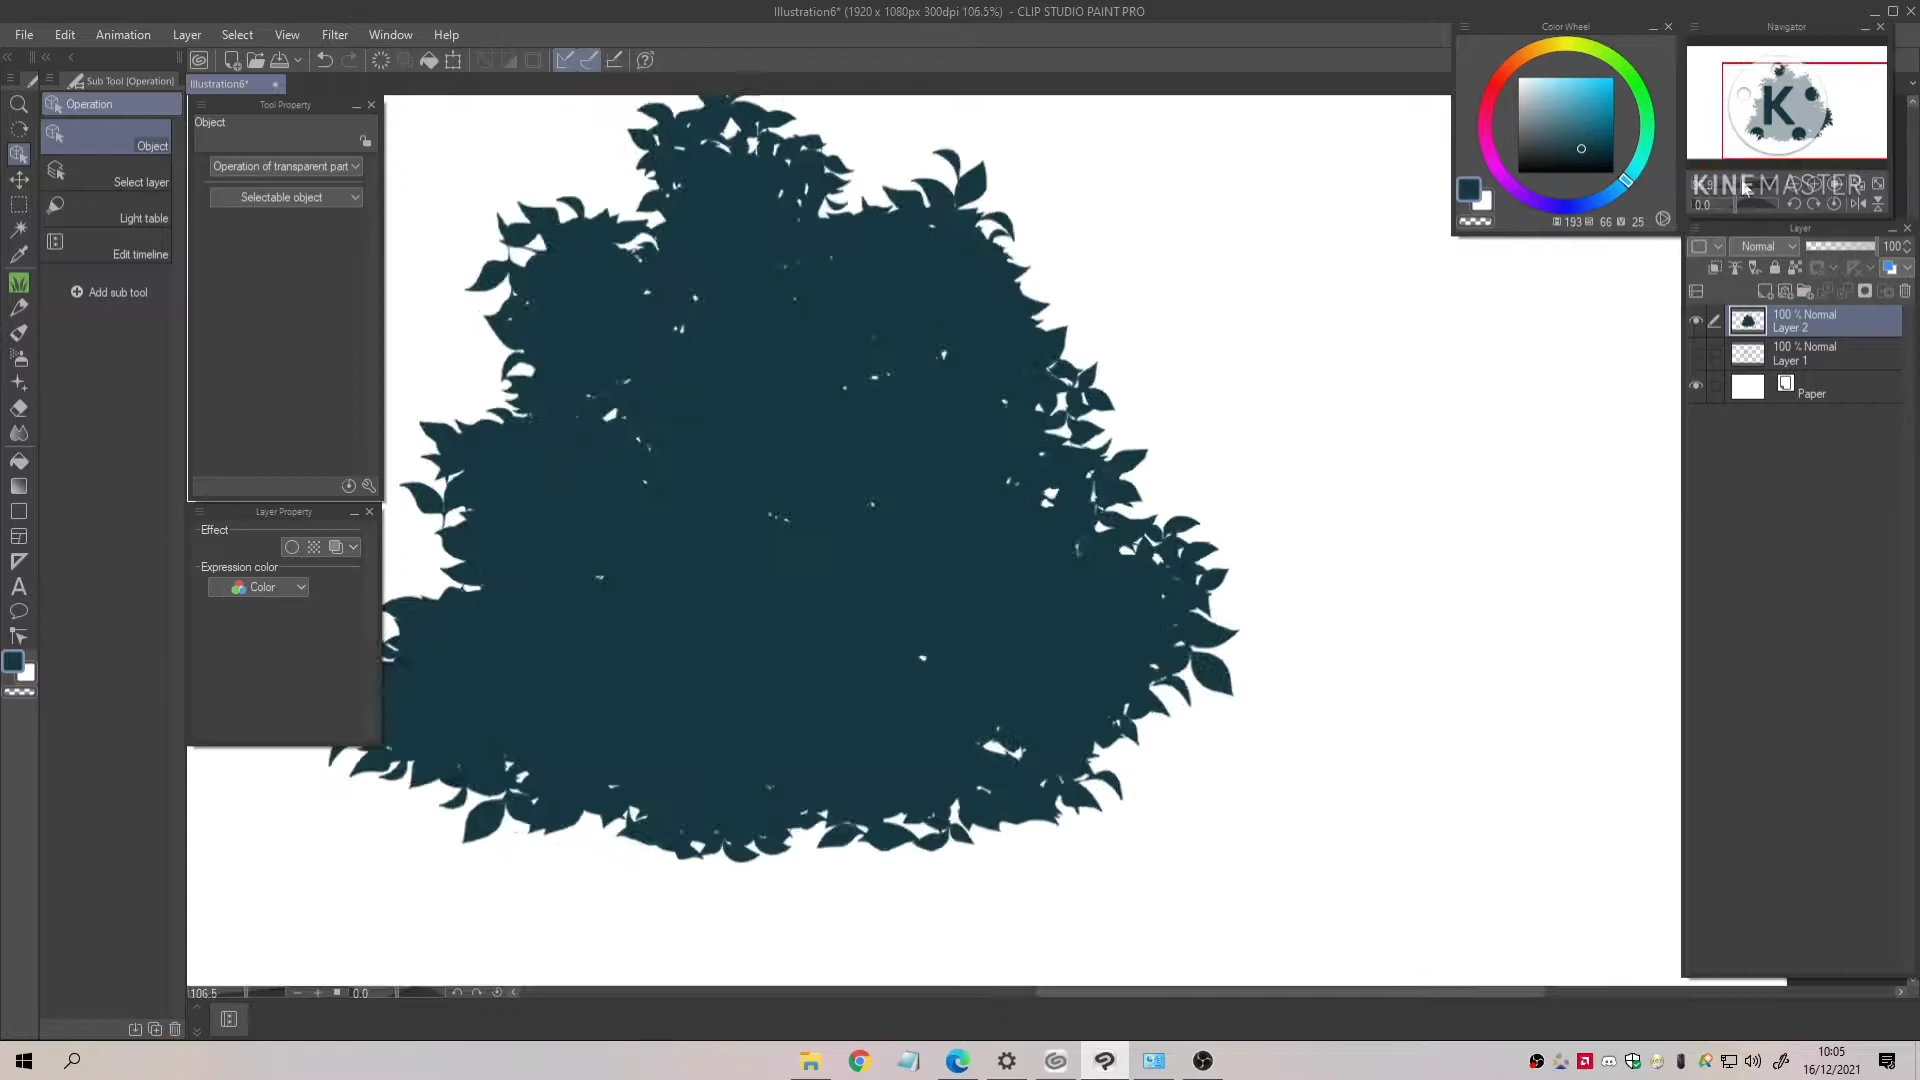 Illustration6* (1920 x 1080px 300dpi 106.5%) - CLIP STUDIO PAINT PRO
File Edit Animation Layer Select View Filter Window Help
Color Wheel
Navigator
Sub Tool [Operation]
Illustration6*
Operation
Tool Property
Object
Object
Operation of transparent part
Select layer
Selectable object
Light table
Edit timeline
Add sub tool
K
KINEMASTER
0.0
193 66 25
Layer
Normal 100
100 % Normal
Layer 2
100 % Normal
Layer 1
Paper
Layer Property
Effect
Expression color
Color
A
106.5 0.0
10:05
16/12/2021